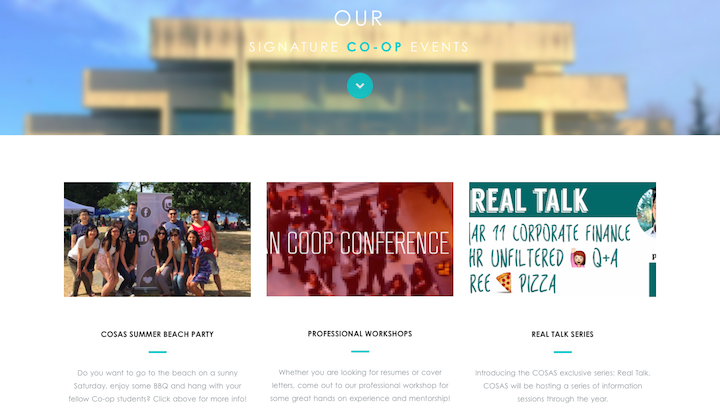 OUR
SIGNATURE CO-OP EVENTS
N COOP CONFERENCE
REAL TALK
AR 11 CORPORATE FINANCE
HR UNFILTERED Q+A
REE PIZZA
COSAS SUMMER BEACH PARTY
Do you want to go to the beach on a sunny
Saturday, enjoy some BBQ and hang with your
fellow Co-op students? Click above for more info!
PROFESSIONAL WORKSHOPS
Whether you are looking for resumes or cover
letters, come out to our professional workshop for
some great hands on experience and mentorship!
REAL TALK SERIES
Introducing the COSAS exclusive series: Real Talk.
COSAS will be hosting a series of information
sessions through the year.